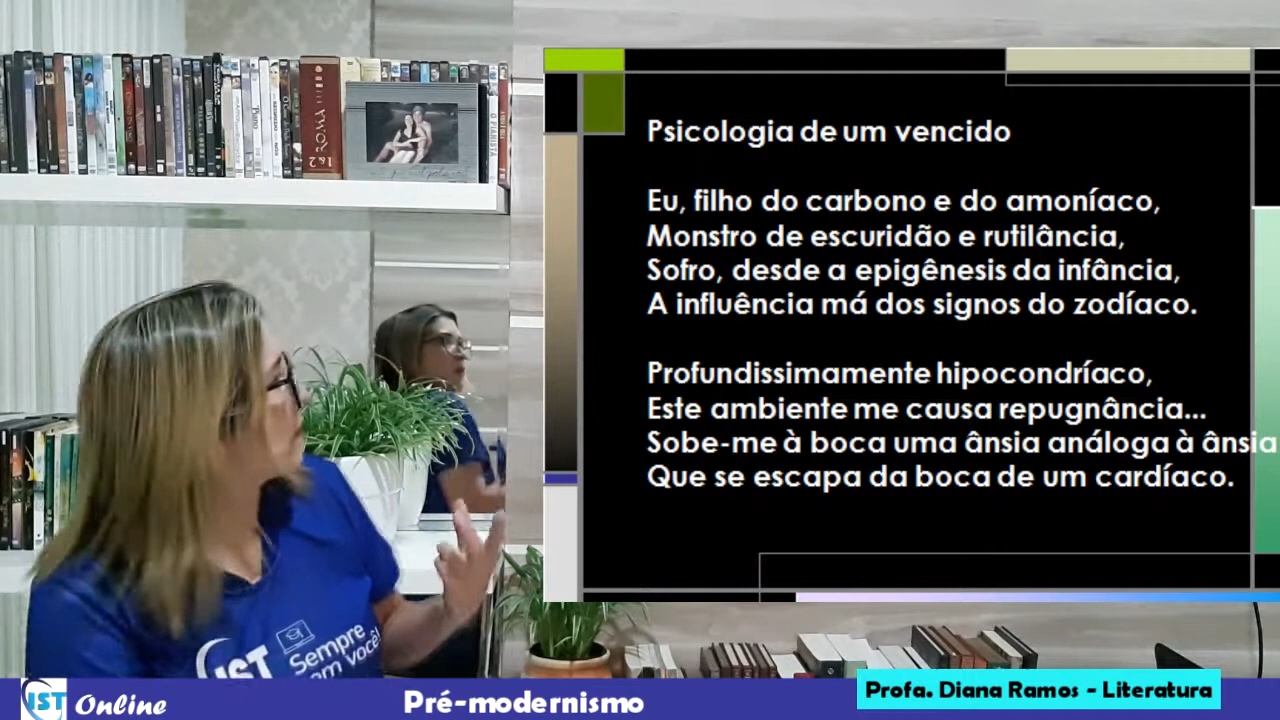 Psicologia de um vencido
Eu, filho do carbono e do amoníaco,
Monstro de escuridão e rutilância,
Sofro, desde a epigênesis da infância,
A influência má dos signos do zodíaco.
Profundissimamente hipocondríaco,
Este ambiente me causa repugnância...
Sobe-me à boca uma ânsia análoga à ânsia
Que se escapa da boca de um cardíaco.
IST
Sempre
com você!
IST Online
Pré-modernismo
Profa. Diana Ramos - Literatura